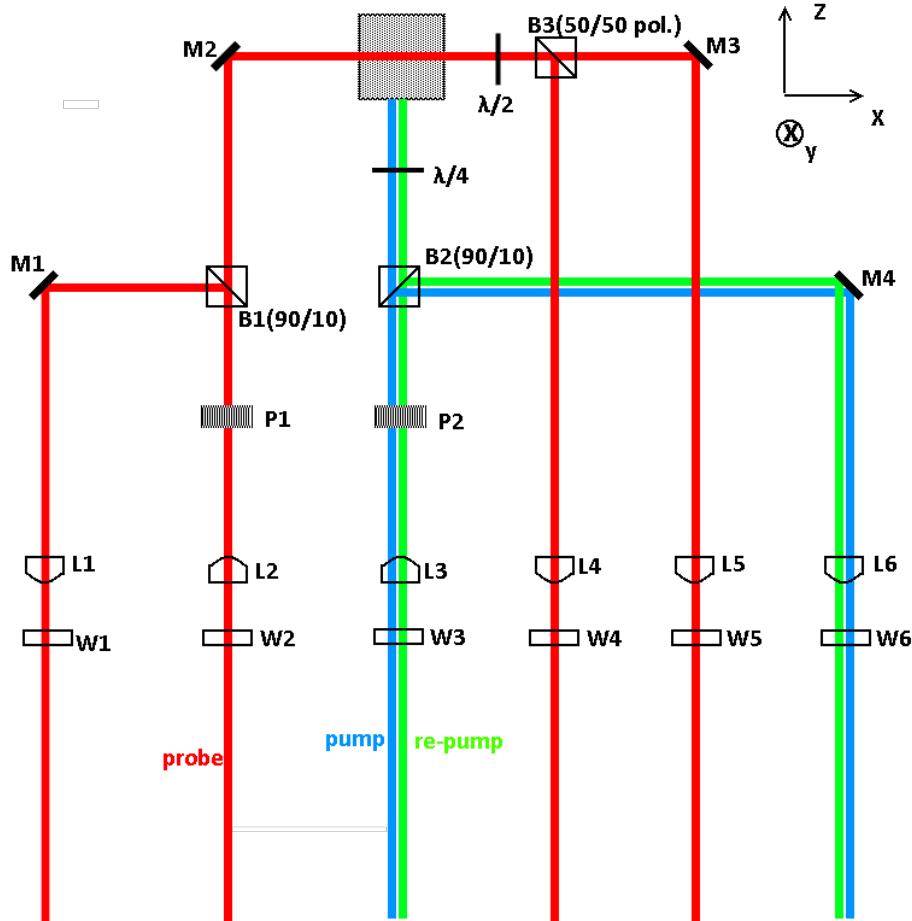 B3(50/50 pol.)
Z
M2
M3
λ/2
X
X
y
λ/4
B2(90/10)
M1
M4
B1(90/10)
P1
P2
L1
L2
L3
L4
L5
L6
W1
W2
W3
W4
W5
W6
pump
re-pump
probe